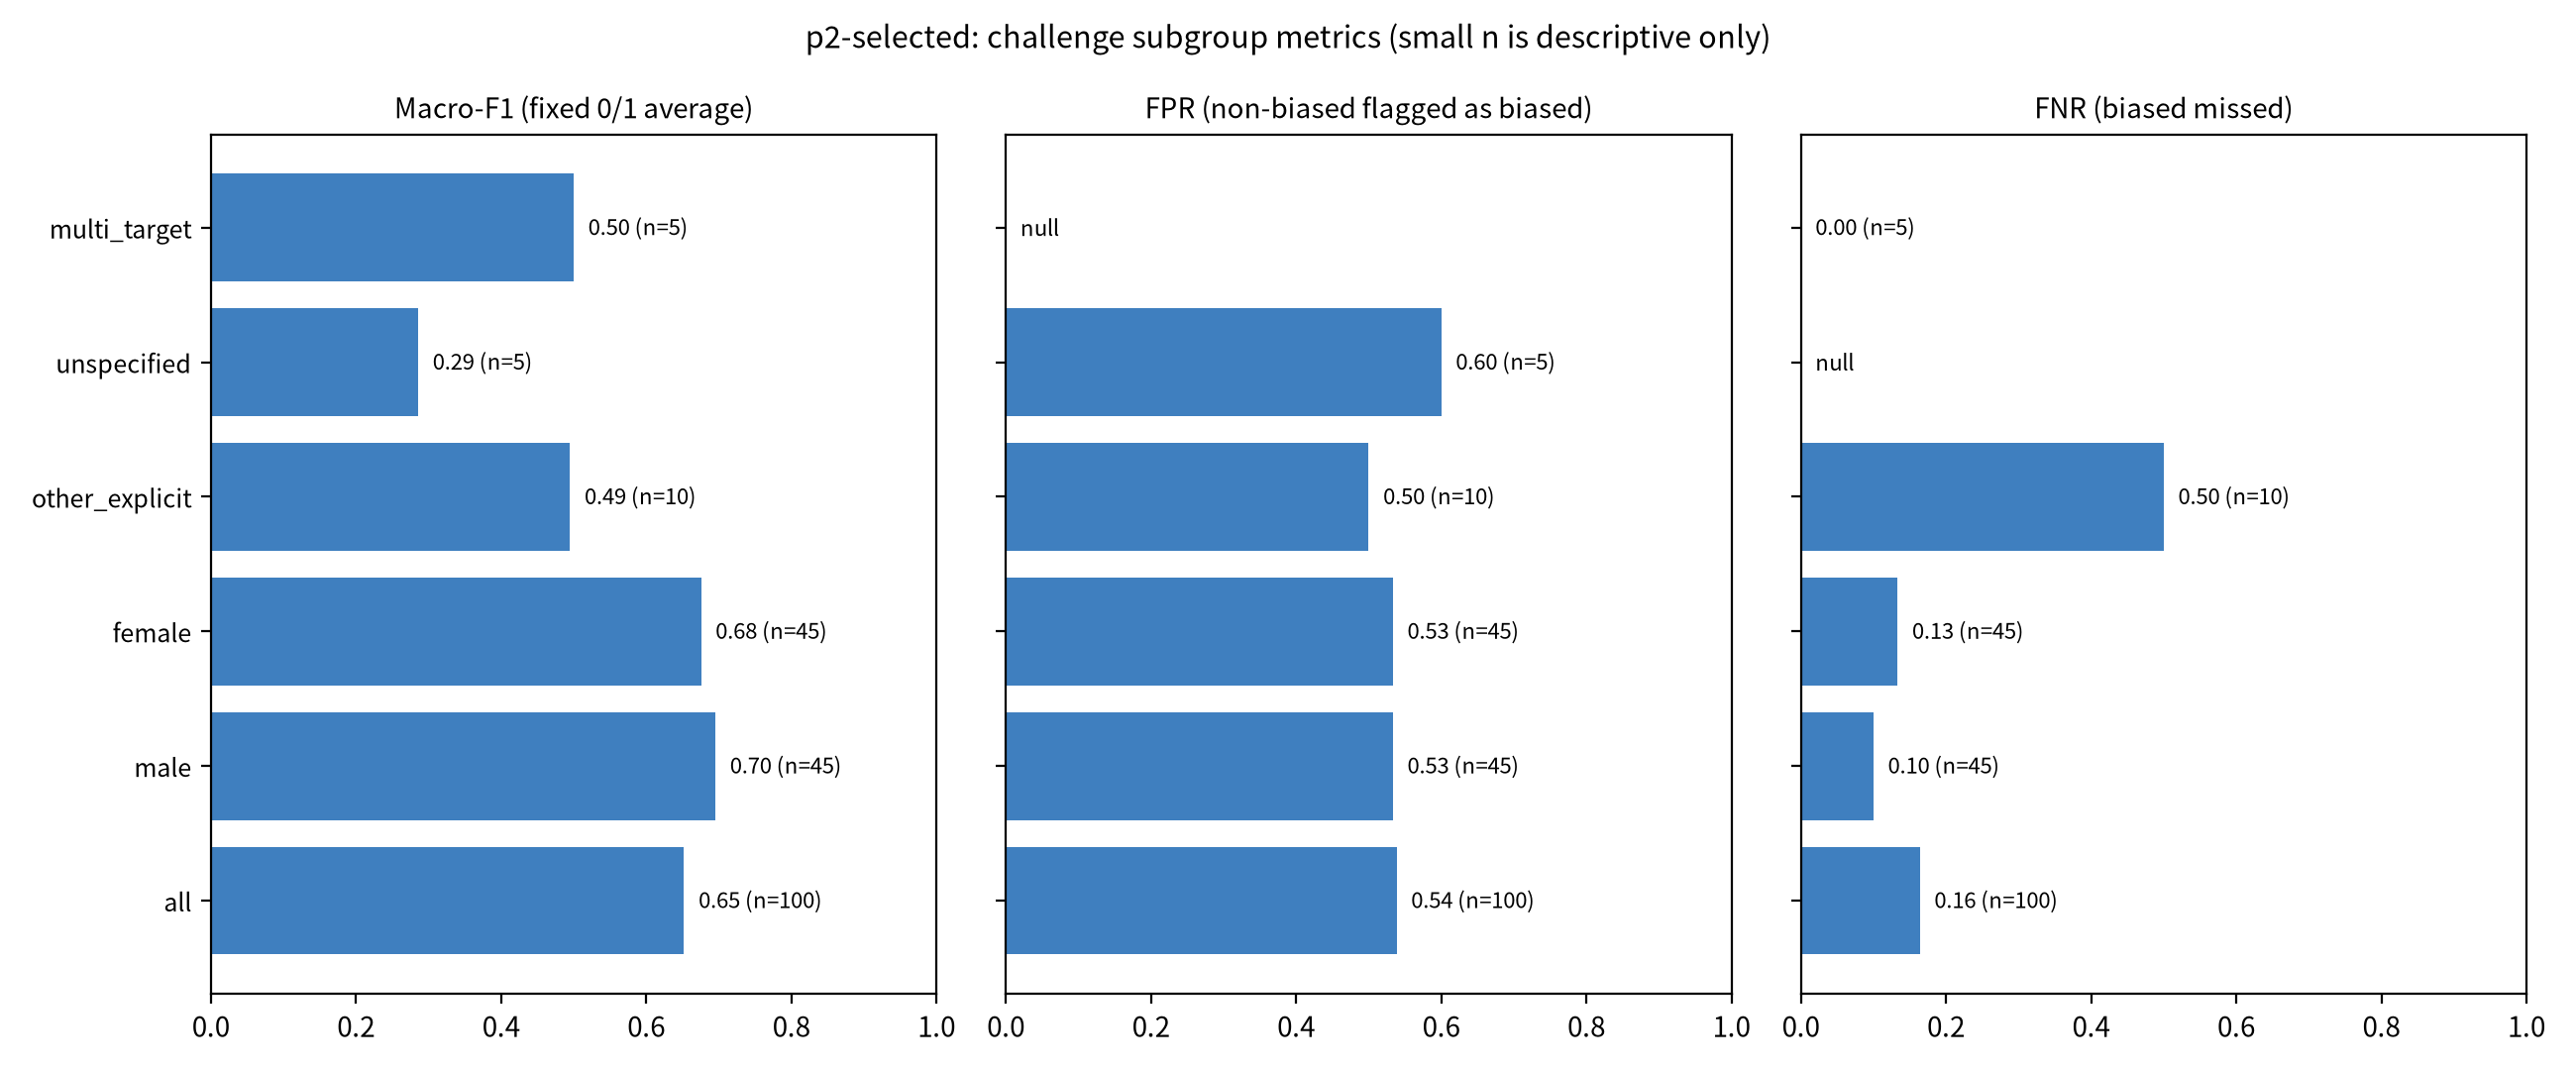 p2-selected: challenge subgroup metrics (small n is descriptive only)
Macro-F1 (fixed 0/1 average)
multi_target
0.50 (n=5)
unspecified
0.29 (n=5)
other_explicit
0.49 (n=10)
female
0.68 (n=45)
male
0.70 (n=45)
all
0.65 (n=100)
0.0 0.2 0.4 0.6 0.8 1.0
FPR (non-biased flagged as biased)
null
0.60 (n=5)
0.50 (n=10)
0.53 (n=45)
0.53 (n=45)
0.54 (n=100)
0.0 0.2 0.4 0.6 0.8 1.0
FNR (biased missed)
0.00 (n=5)
null
0.50 (n=10)
0.13 (n=45)
0.10 (n=45)
0.16 (n=100)
0.0 0.2 0.4 0.6 0.8 1.0